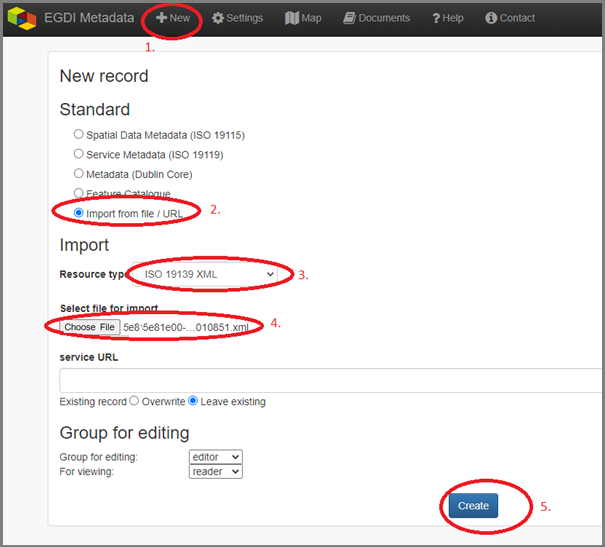 EGDI Metadata New Settings Map Documents Help Contact
1.
New record
Standard
Spatial Data Metadata (ISO 19115)
Service Metadata (ISO 19119)
Metadata (Dublin Core)
Feature Catalogue
Import from file / URL 2.
Import
Resource type ISO 19139 XML 3.
Select file for import
Choose File 5e8'5e81e00-...010851.xml 4.
service URL
Existing record Overwrite Leave existing
Group for editing
Group for editing: editor
For viewing: reader
Create 5.